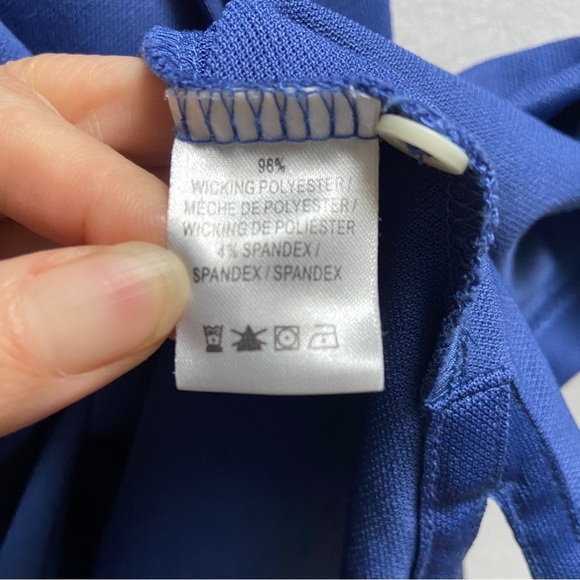 96%
WICKING POLYESTER /
MÈCHE DE POLYESTER /
WICKING DE POLIESTER
4% SPANDEX /
SPANDEX / SPANDEX